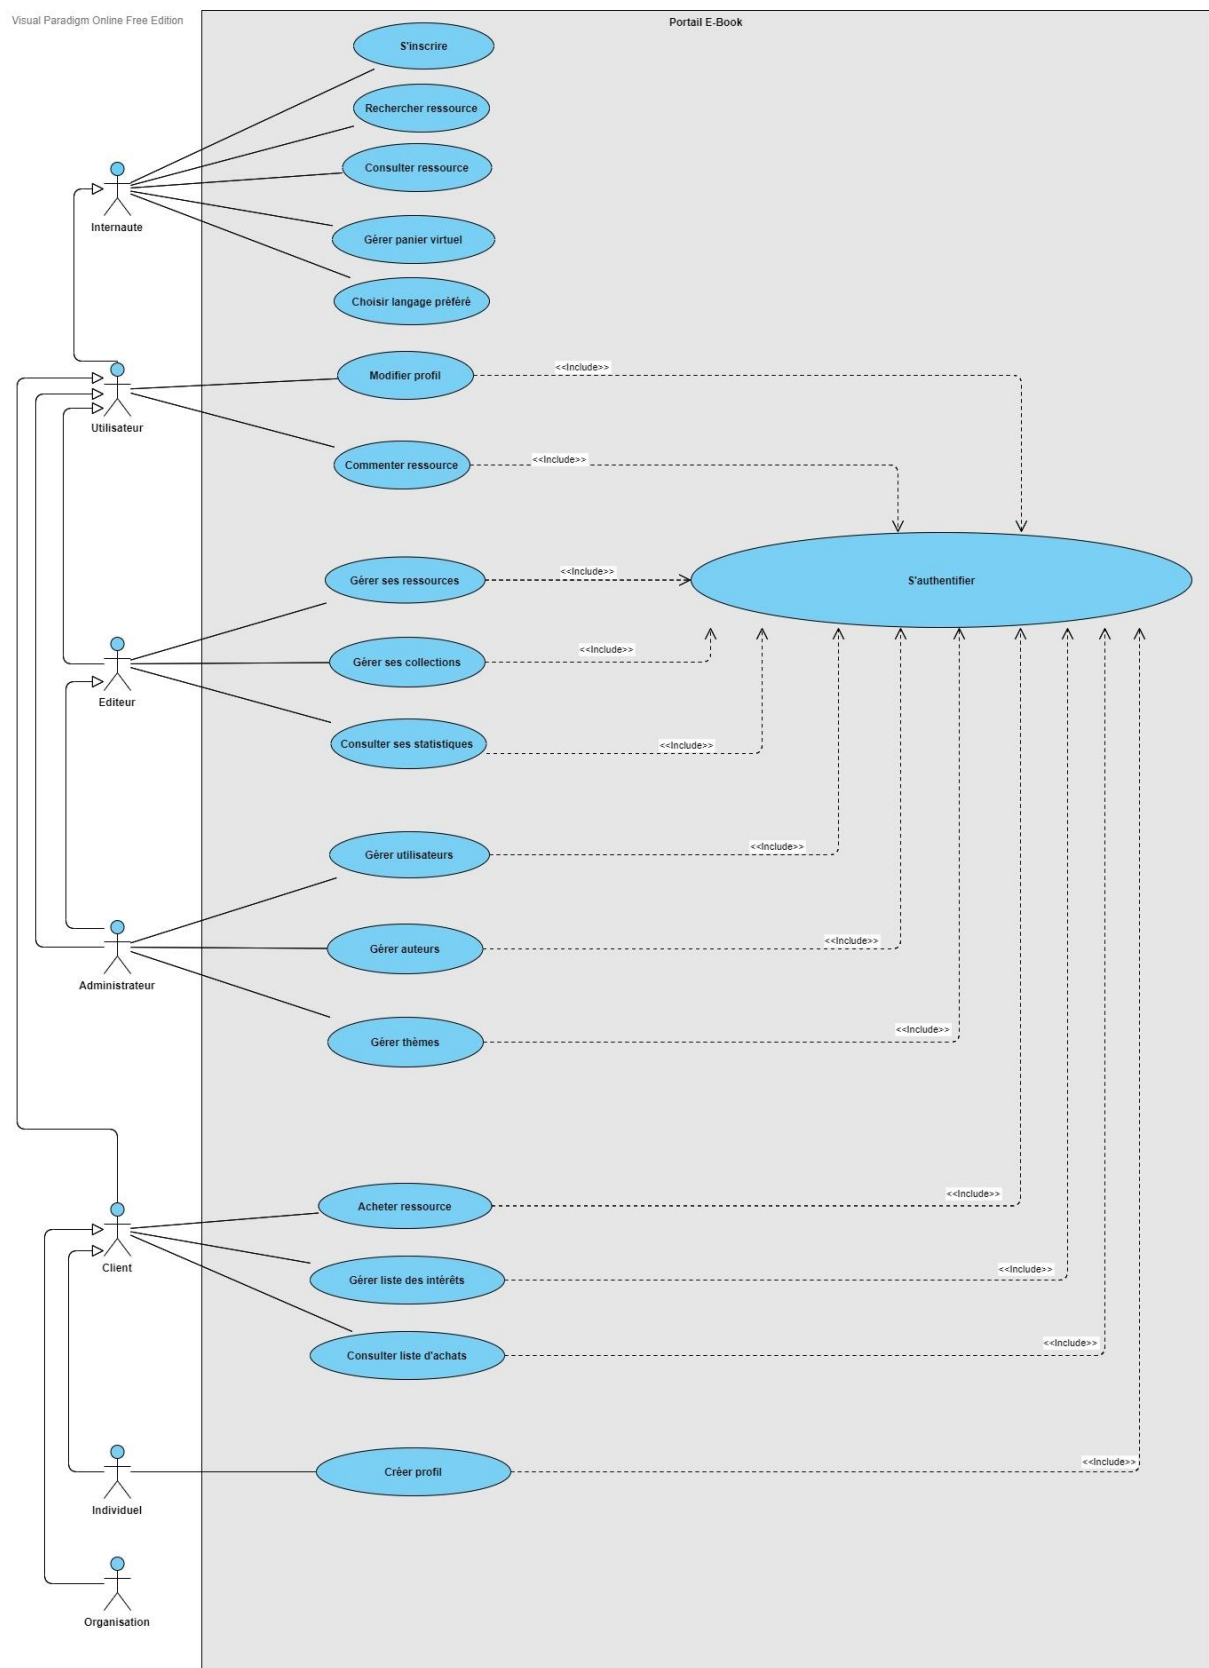 Visual Paradigm Online Free Edition
Portail E-Book
S'inscrire
Rechercher ressource
Consulter ressource
Internaute
Gérer panier virtuel
Choisir langage préféré
<<Include>>
Modifier profil
Utilisateur
<<Include>>
Commenter ressource
<<Include>>
Gérer ses ressources
S'authentifier
<<Include>>
Gérer ses collections
Editeur
Consulter ses statistiques
<<Include>>
<<Include>>
Gérer utilisateurs
<<Include>>
Gérer auteurs
Administrateur
<<Include>>
Gérer thèmes
<<Include>>
Acheter ressource
Client
<<Include>>
Gérer liste des intérêts
<<Include>>
Consulter liste d'achats
<<Include>>
Créer profil
Individuel
Organisation